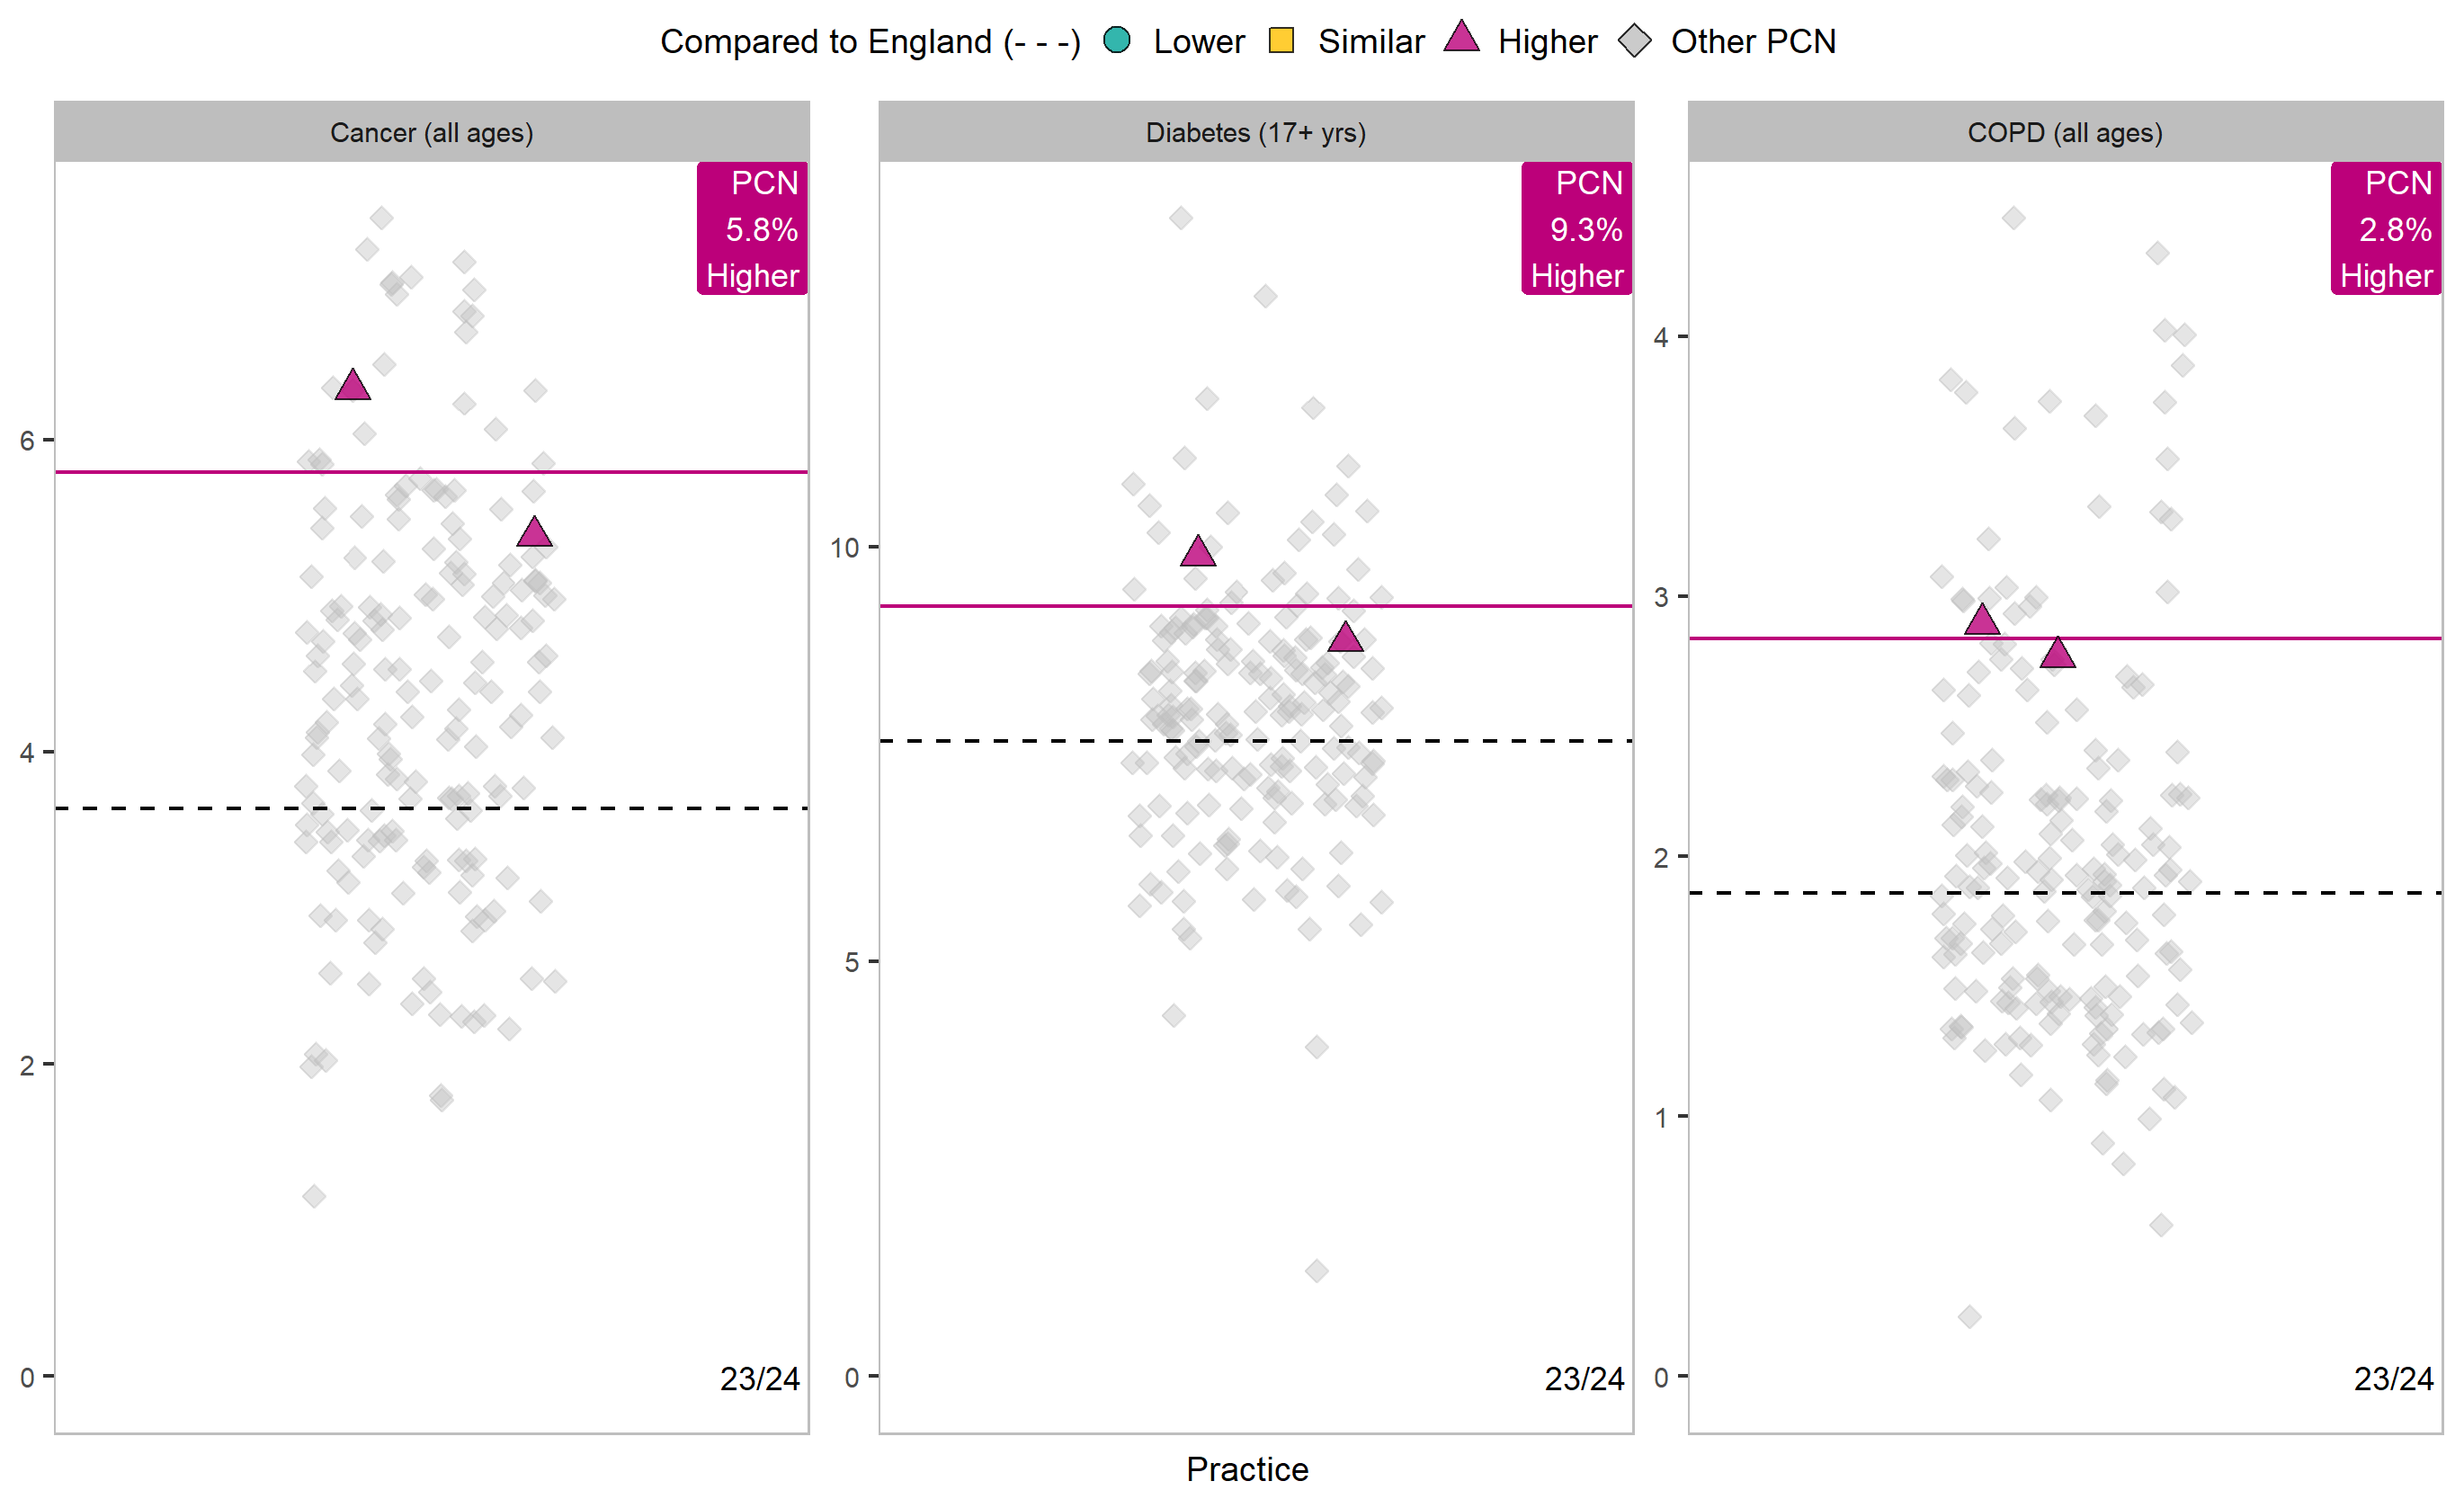 Compared to England (- - -) Lower Similar Higher Other PCN
Cancer (all ages)
PCN
5.8%
Higher
6
4
2
0
23/24
Diabetes (17+ yrs)
PCN
9.3%
Higher
10
5
0
23/24
COPD (all ages)
PCN
2.8%
Higher
4
3
2
1
0
23/24
Practice